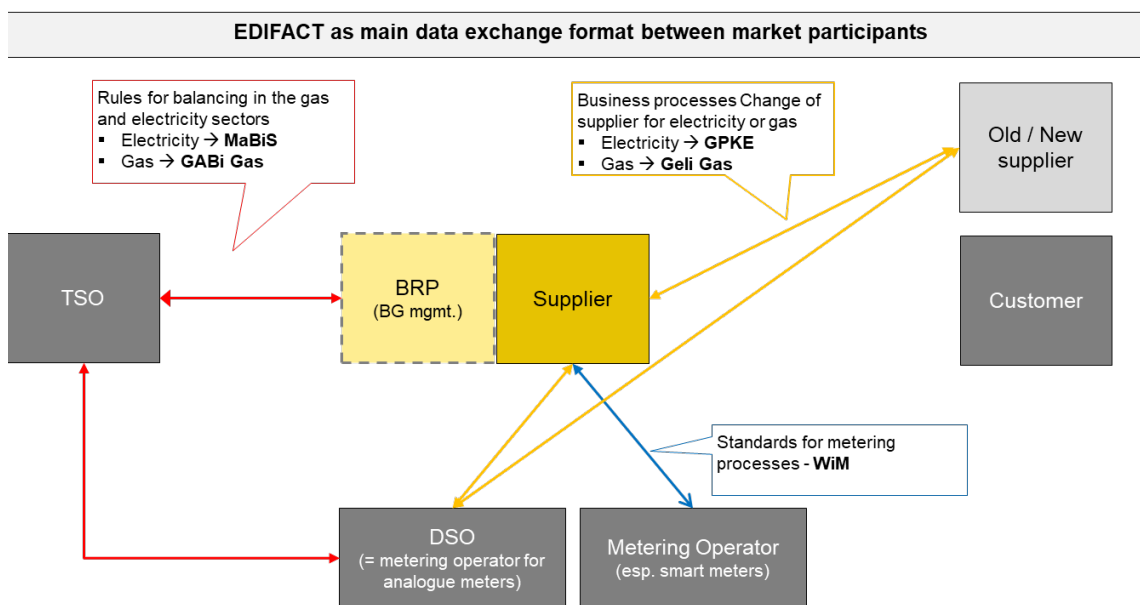 EDIFACT as main data exchange format between market participants
Rules for balancing in the gas
and electricity sectors
▪ Electricity → MaBiS
▪ Gas → GABi Gas
Business processes Change of
supplier for electricity or gas
▪ Electricity → GPKE
▪ Gas → Geli Gas
Old / New
supplier
TSO
BRP
(BG mgmt.)
Supplier
Customer
Standards for metering
processes - WiM
DSO
(= metering operator for
analogue meters)
Metering Operator
(esp. smart meters)